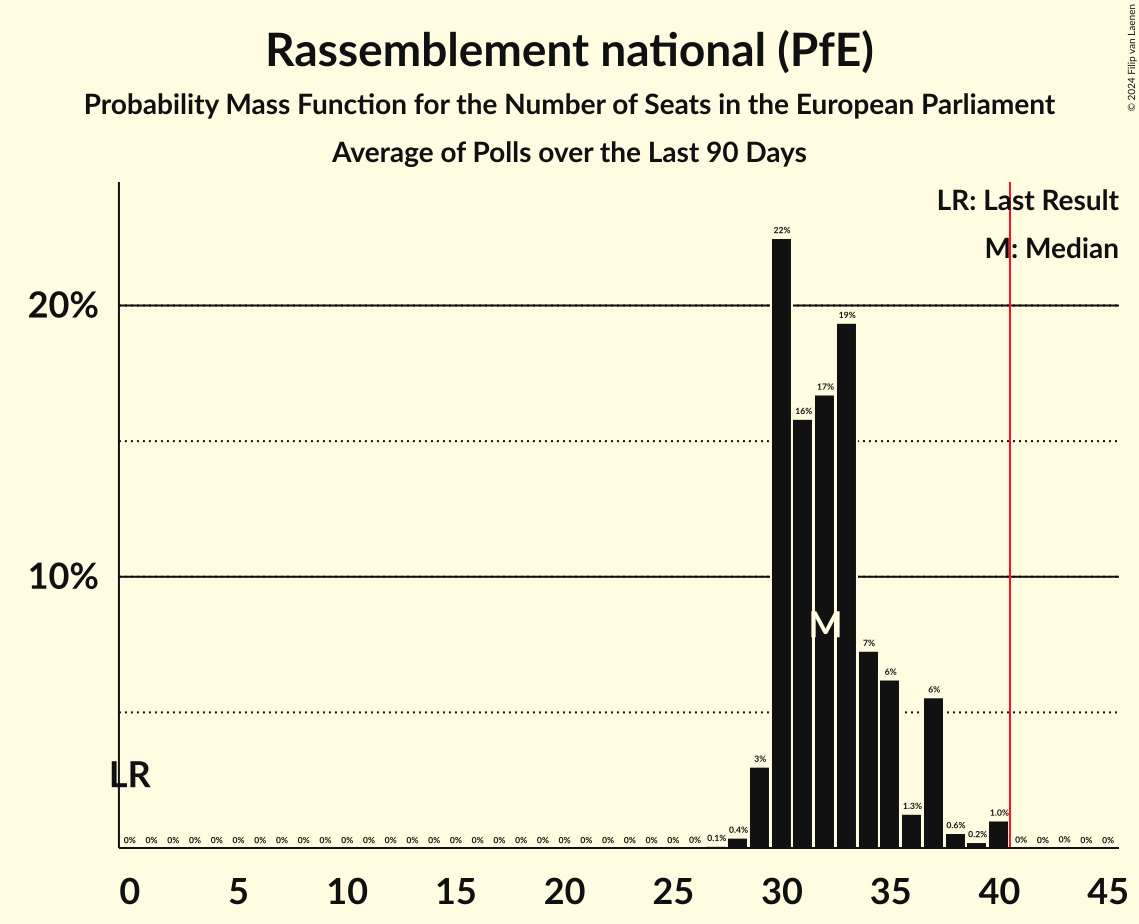 Rassemblement national (PfE)
Probability Mass Function for the Number of Seats in the European Parliament
Average of Polls over the Last 90 Days
© 2024 Filip van Laenen
LR: Last Result
M: Median
20%
10%
22%
16%
17%
19%
M
7%
6%
6%
LR
0% 0% 0% 0% 0% 0% 0% 0% 0% 0% 0% 0% 0% 0% 0% 0% 0% 0% 0% 0% 0% 0% 0% 0% 0% 0% 0% 0.1% 0.4% 3% 1.3% 0.6% 0.2% 1.0% 0% 0% 0% 0% 0%
0 5 10 15 20 25 30 35 40 45